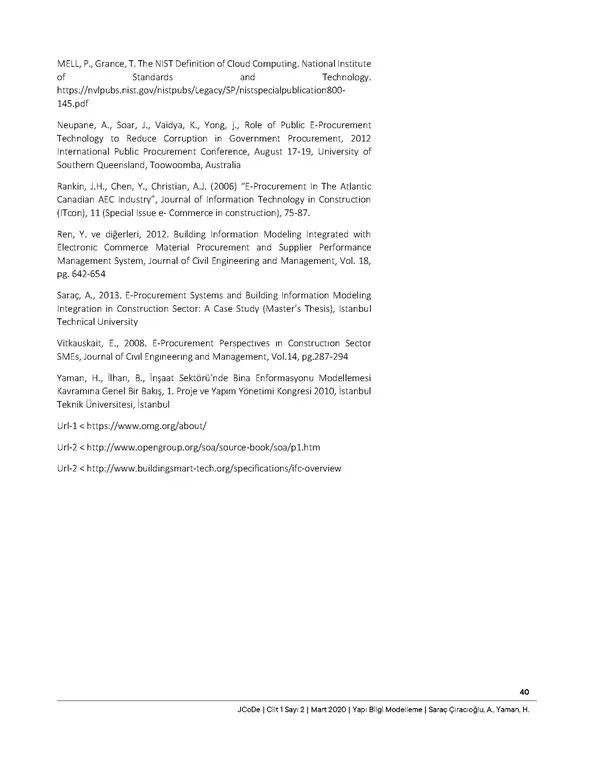 MELL, P., Grance, T. The NIST Definition of Cloud Computing. National Institute
of Standards and Technology.
https://nvlpubs.nist.gov/nistpubs/Legacy/SP/nistspecialpublication800-
145.pdf
Neupane, A., Soar, J., Vaidya, K., Yong, j., Role of Public E-Procurement
Technology to Reduce Corruption in Government Procurement, 2012
International Public Procurement Conference, August 17-19, University of
Southern Queensland, Toowoomba, Australia
Rankin, J.H., Chen, Y., Christian, A.J. (2006) “E-Procurement In The Atlantic
Canadian AEC Industry”, Journal of Information Technology in Construction
(ITcon), 11 (Special Issue e- Commerce in construction), 75-87.
Ren, Y. ve diğerleri, 2012. Building Information Modeling Integrated with
Electronic Commerce Material Procurement and Supplier Performance
Management System, Journal of Civil Engineering and Management, Vol. 18,
pg. 642-654
Saraç, A., 2013. E-Procurement Systems and Building Information Modeling
Integration in Construction Sector: A Case Study (Master’s Thesis), Istanbul
Technical University
Vitkauskait, E., 2008. E-Procurement Perspectıves ın Constructıon Sector
SMEs, Journal of Cıvıl Engıneerıng and Management, Vol.14, pg.287-294
Yaman, H., İlhan, B., İnşaat Sektörü’nde Bina Enformasyonu Modellemesi
Kavramına Genel Bir Bakış, 1. Proje ve Yapım Yönetimi Kongresi 2010, İstanbul
Teknik Üniversitesi, İstanbul
Url-1 < https://www.omg.org/about/
Url-2 < http://www.opengroup.org/soa/source-book/soa/p1.htm
Url-2 < http://www.buildingsmart-tech.org/specifications/ifc-overview
40
JCoDe | Cilt 1 Sayı 2 | Mart 2020 | Yapı Bilgi Modelleme | Saraç Çıracıoğlu, A., Yaman, H.